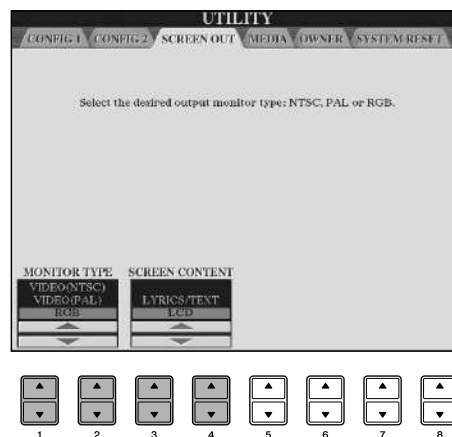 UTILITY
CONFIG 1 CONFIG 2 SCREEN OUT MEDIA OWNER SYSTEM RESET
Select the desired output monitor type; NTSC, PAL or RGB.
MONITOR TYPE SCREEN CONTENT
VIDEO(NTSC)
VIDEO(PAL) LYRICS/TEXT
RGB LCD
1 2 3 4 5 6 7 8